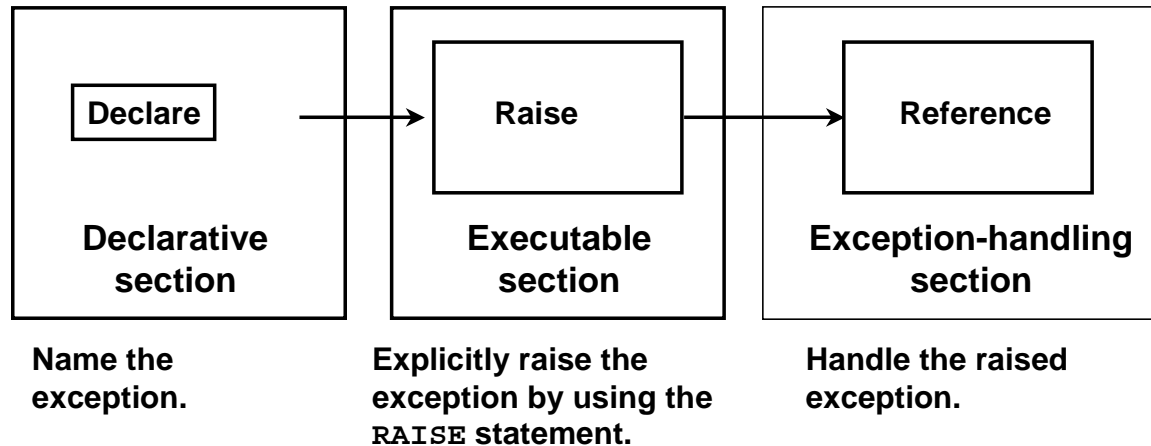 Declare
Declarative
section
Name the
exception.
Raise
Executable
section
Explicitly raise the
exception by using the
RAISE statement.
Reference
Exception-handling
section
Handle the raised
exception.